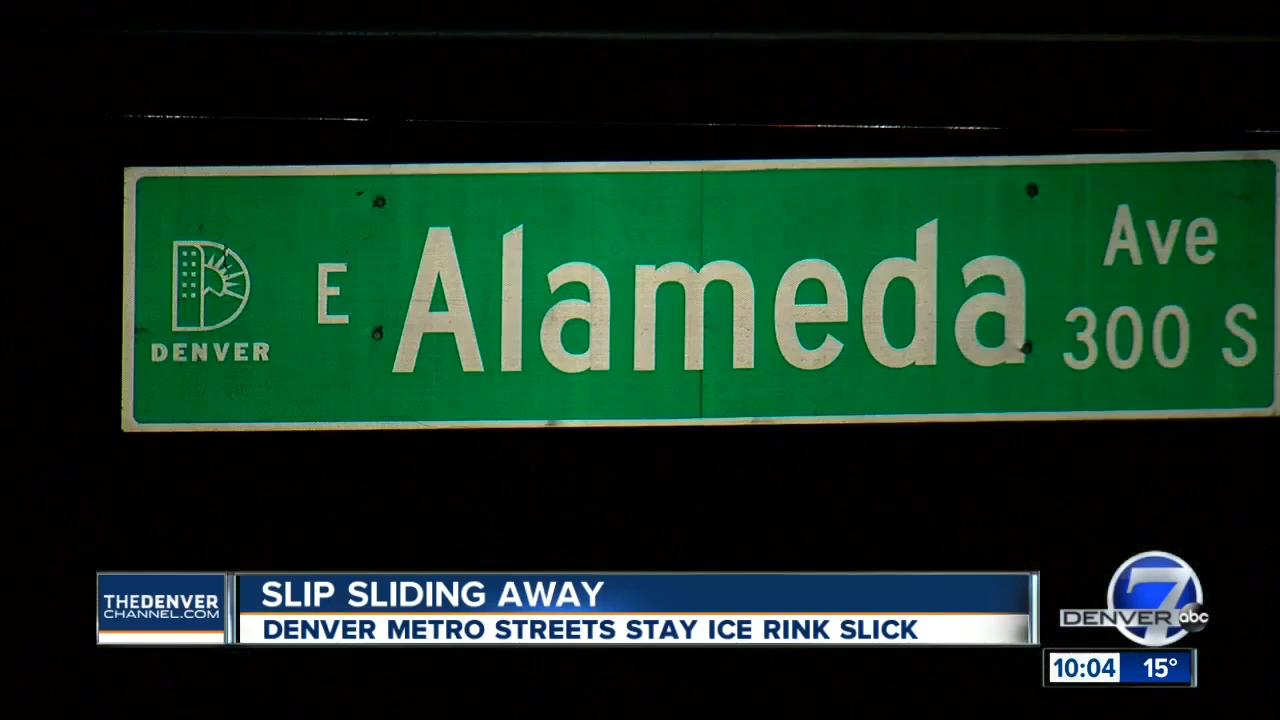 E Alameda Ave
300 S
DENVER
THEDENVER
CHANNEL.COM
SLIP SLIDING AWAY
DENVER METRO STREETS STAY ICE RINK SLICK
DENVER 7 abc
10:04 15°